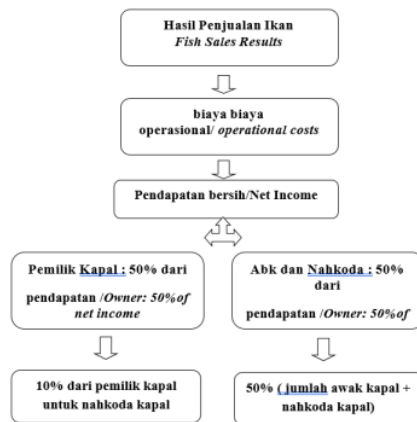 Hasil Penjualan Ikan
Fish Sales Results
biaya biaya
operasional/ operational costs
Pendapatan bersih/Net Income
Pemilik Kapal : 50% dari
pendapatan /Owner: 50%of
net income
Abk dan Nahkoda : 50%
dari
pendapatan /Owner: 50%of
10% dari pemilik kapal
untuk nahkoda kapal
50% ( jumlah awak kapal +
nahkoda kapal)